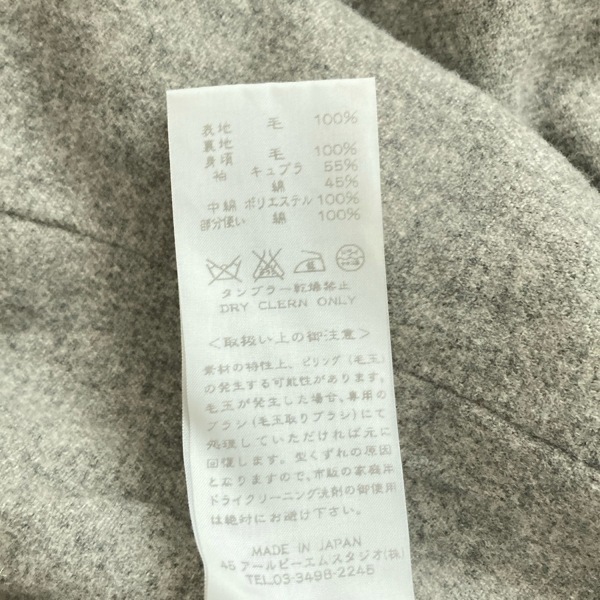 表地 毛 100%
裏地
身頃 毛 100%
袖 キュプラ 55%
綿 45%
中綿 ポリエステル 100%
部分使い 綿 100%
タンブラー乾燥禁止
DRY CLERN ONLY
<取扱い上の御注意>
素材の特性上、ピリング(毛玉)
の発生する可能性があります。
毛玉が発生した場合、専用の
ブラシ(毛玉取りブラシ)にて
処理していただければ元に
回復します。型くずれの原因
となりますので、市販の家庭用
ドライクリーニング洗剤の御使用
は絶対にお避け下さい。
MADE IN JAPAN
45 アールピーエムスタジオ(株)
TEL.03-3498-2245